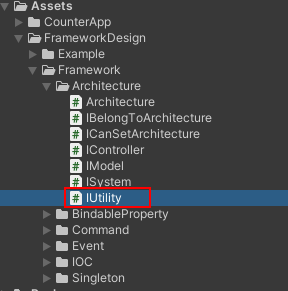 Assets
CounterApp
FrameworkDesign
Example
Framework
Architecture
Architecture
IBelongToArchitecture
ICanSetArchitecture
IController
IModel
ISystem
IUtility
BindableProperty
Command
Event
IOC
Singleton